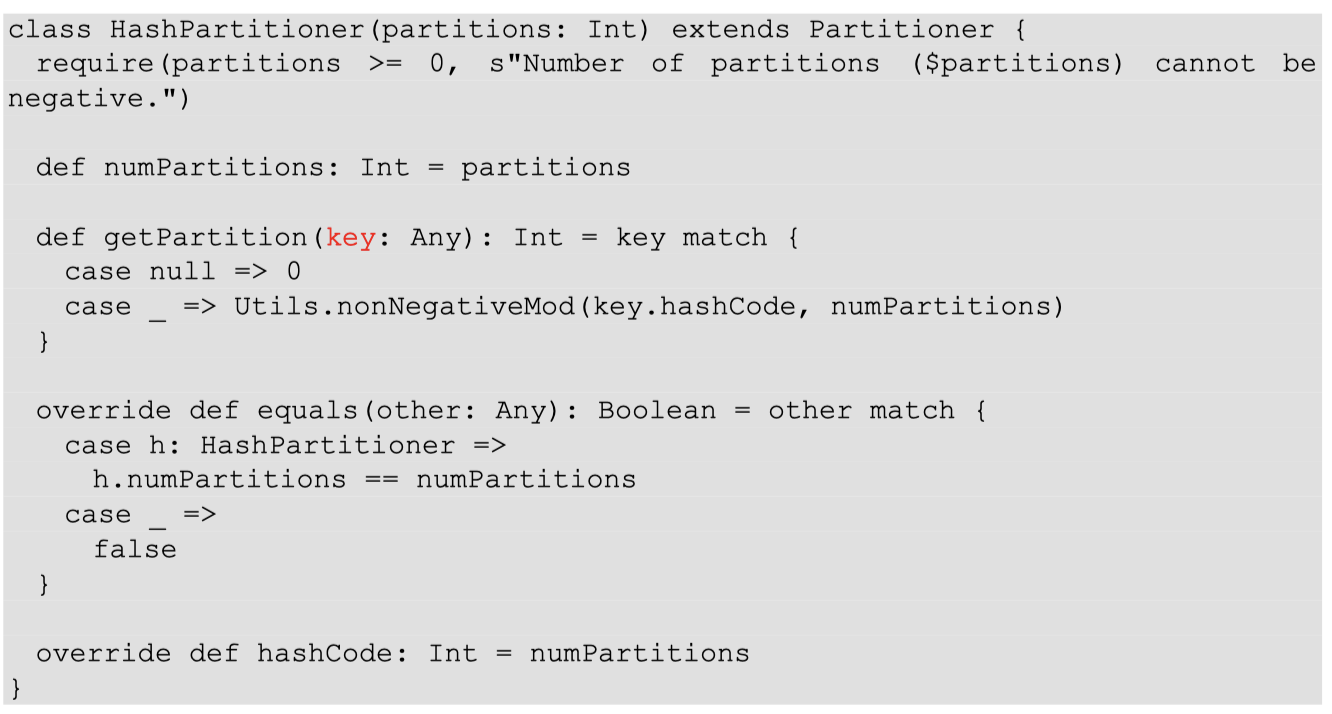 class HashPartitioner(partitions: Int) extends Partitioner {
  require(partitions >= 0, s"Number of partitions ($partitions) cannot be
negative.")

  def numPartitions: Int = partitions

  def getPartition(key: Any): Int = key match {
    case null => 0
    case _ => Utils.nonNegativeMod(key.hashCode, numPartitions)
  }

  override def equals(other: Any): Boolean = other match {
    case h: HashPartitioner =>
      h.numPartitions == numPartitions
    case _ =>
      false
  }

  override def hashCode: Int = numPartitions
}